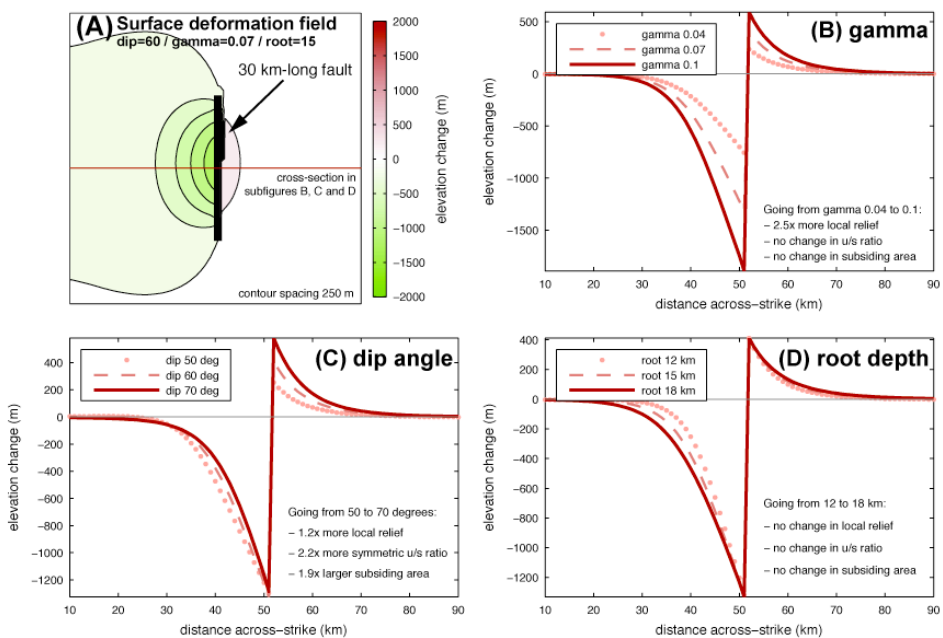 (A) Surface deformation field
dip=60 / gamma=0.07 / root=15
30 km-long fault
cross-section in
subfigures B, C and D
contour spacing 250 m
2000
1500
1000
500
0
−500
−1000
−1500
−2000
elevation change (m)
(B) gamma
gamma 0.04
gamma 0.07
gamma 0.1
500
0
−500
−1000
−1500
elevation change (m)
Going from gamma 0.04 to 0.1:
– 2.5x more local relief
– no change in u/s ratio
– no change in subsiding area
10 20 30 40 50 60 70 80 90
distance across-strike (km)
(C) dip angle
dip 50 deg
dip 60 deg
dip 70 deg
400
200
0
−200
−400
−600
−800
−1000
−1200
elevation change (m)
Going from 50 to 70 degrees:
– 1.2x more local relief
– 2.2x more symmetric u/s ratio
– 1.9x larger subsiding area
10 20 30 40 50 60 70 80 90
distance across-strike (km)
(D) root depth
root 12 km
root 15 km
root 18 km
400
200
0
−200
−400
−600
−800
−1000
−1200
elevation change (m)
Going from 12 to 18 km:
– no change in local relief
– no change in u/s ratio
– no change in subsiding area
10 20 30 40 50 60 70 80 90
distance across-strike (km)